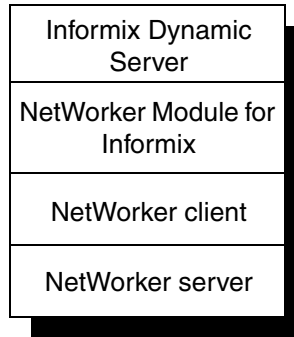 Informix Dynamic
Server
NetWorker Module for
Informix
NetWorker client
NetWorker server